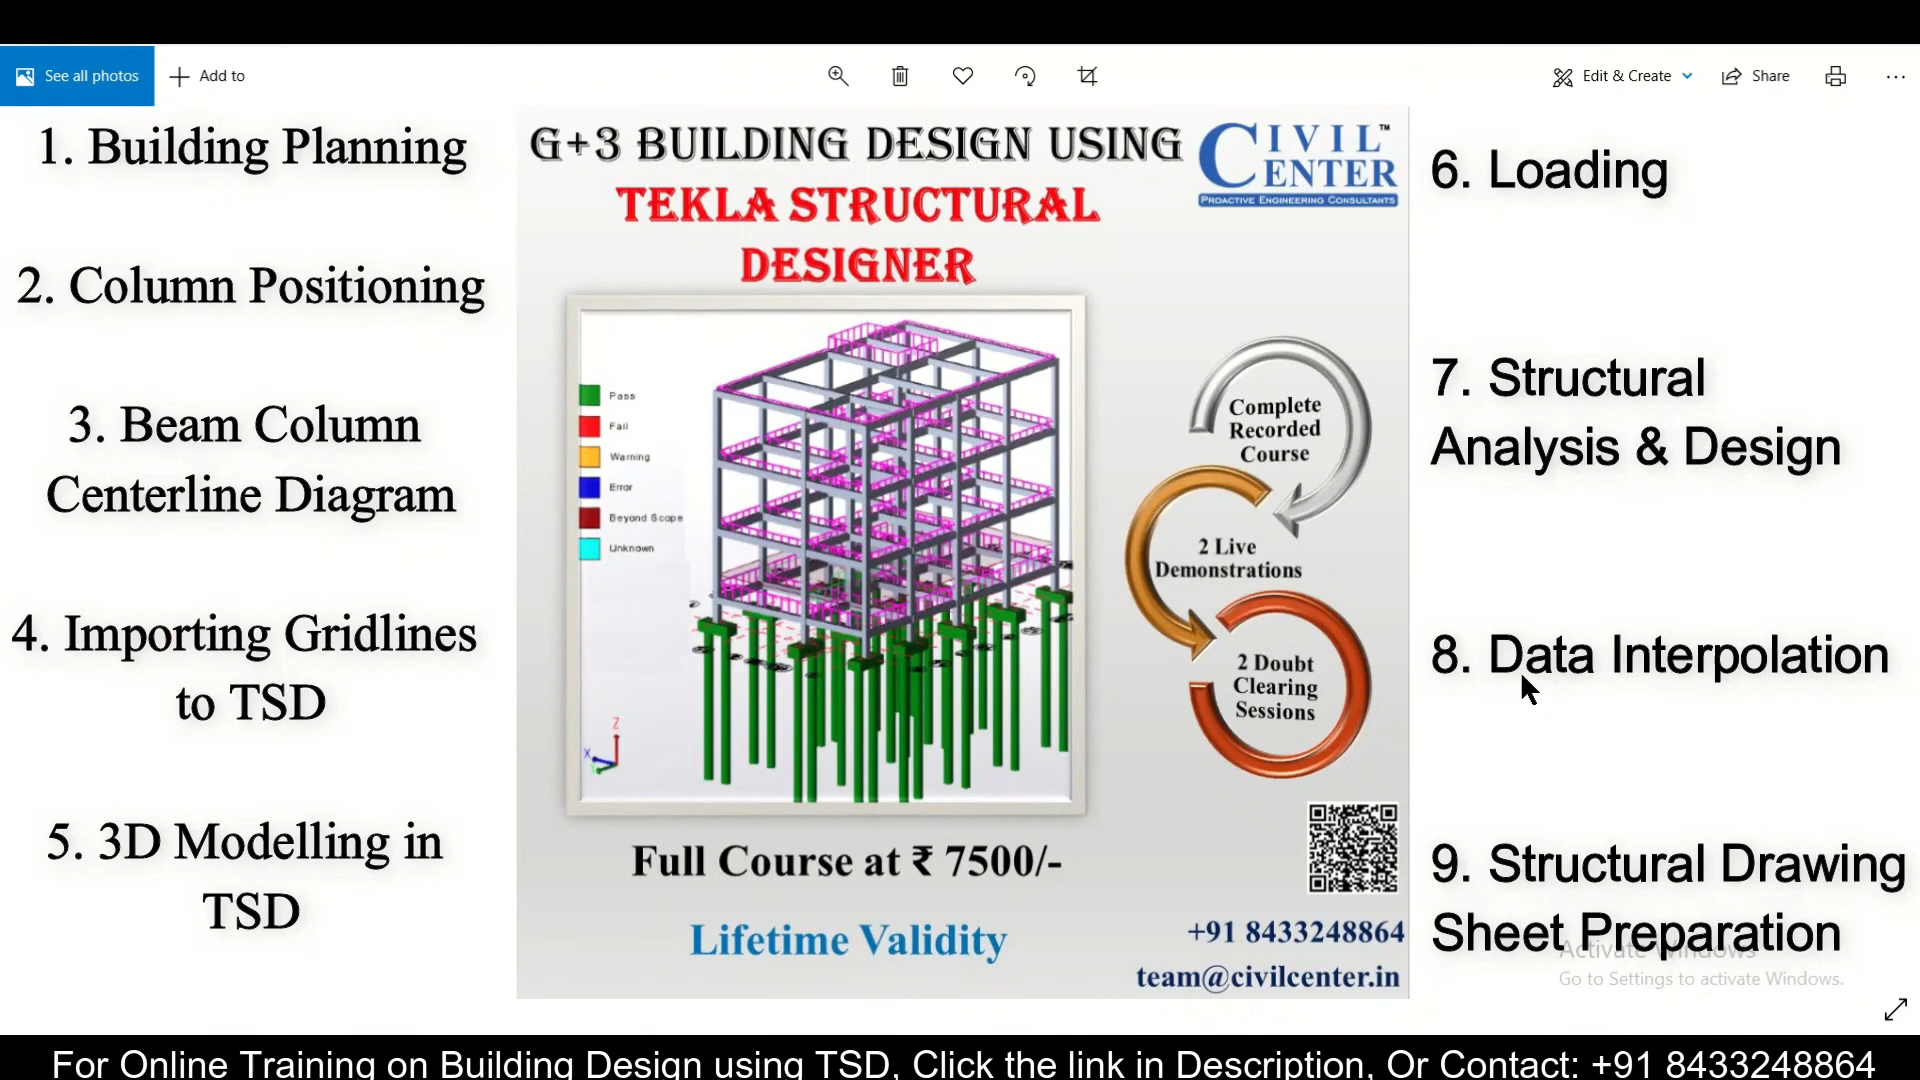 See all photos
Add to
Edit & Create
Share
1. Building Planning
2. Column Positioning
3. Beam Column
Centerline Diagram
4. Importing Gridlines
to TSD
5. 3D Modelling in
TSD
G+3 BUILDING DESIGN USING
TEKLA STRUCTURAL
DESIGNER
CIVIL™
CENTER
PROACTIVE ENGINEERING CONSULTANTS
Pass
Fail
Warning
Error
Beyond Scope
Unknown
Z
X
Complete
Recorded
Course
2 Live
Demonstrations
2 Doubt
Clearing
Sessions
Full Course at ₹ 7500/-
Lifetime Validity
+91 8433248864
team@civilcenter.in
6. Loading
7. Structural
Analysis & Design
8. Data Interpolation
9. Structural Drawing
Sheet Preparation
Activate Windows
Go to Settings to activate Windows.
For Online Training on Building Design using TSD, Click the link in Description, Or Contact: +91 8433248864